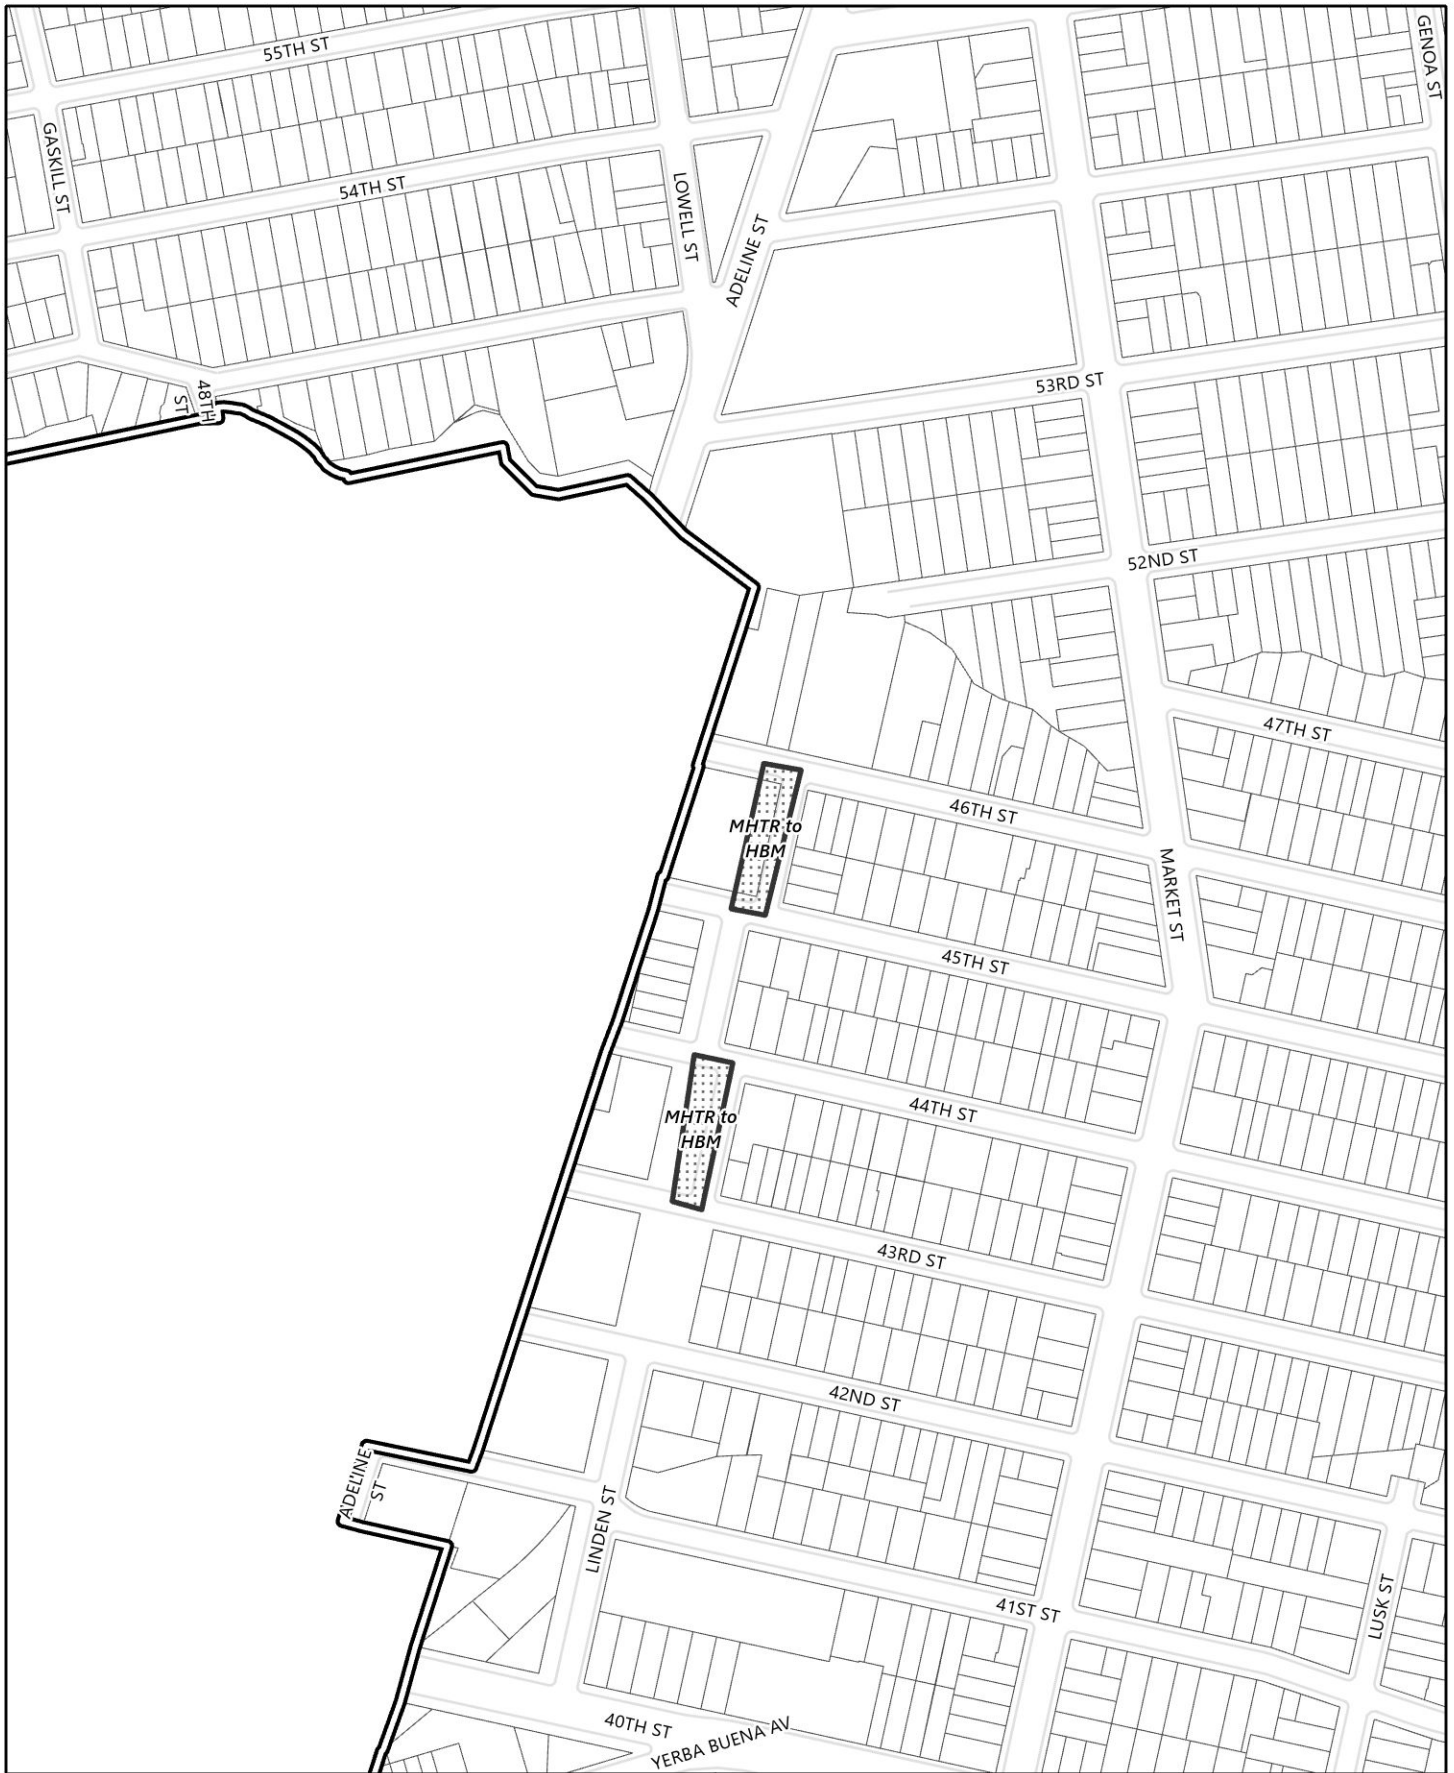 GENOA ST
55TH ST
GASKILL ST
54TH ST
LOWELL ST
ADELINE ST
53RD ST
48TH
ST
52ND ST
47TH ST
46TH ST
MHTR to
HBM
MARKET ST
45TH ST
44TH ST
MHTR to
HBM
43RD ST
42ND ST
ADELINE
ST
LINDEN ST
41ST ST
LUSK ST
40TH ST
YERBA BUENA AV